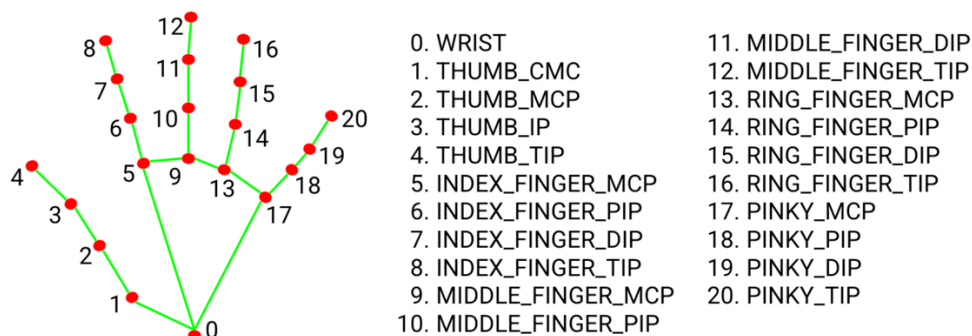 12
8
16
11
7
15
10
6
20
14
19
5
9
13
18
4
17
3
2
1
0
0. WRIST
1. THUMB_CMC
2. THUMB_MCP
3. THUMB_IP
4. THUMB_TIP
5. INDEX_FINGER_MCP
6. INDEX_FINGER_PIP
7. INDEX_FINGER_DIP
8. INDEX_FINGER_TIP
9. MIDDLE_FINGER_MCP
10. MIDDLE_FINGER_PIP
11. MIDDLE_FINGER_DIP
12. MIDDLE_FINGER_TIP
13. RING_FINGER_MCP
14. RING_FINGER_PIP
15. RING_FINGER_DIP
16. RING_FINGER_TIP
17. PINKY_MCP
18. PINKY_PIP
19. PINKY_DIP
20. PINKY_TIP